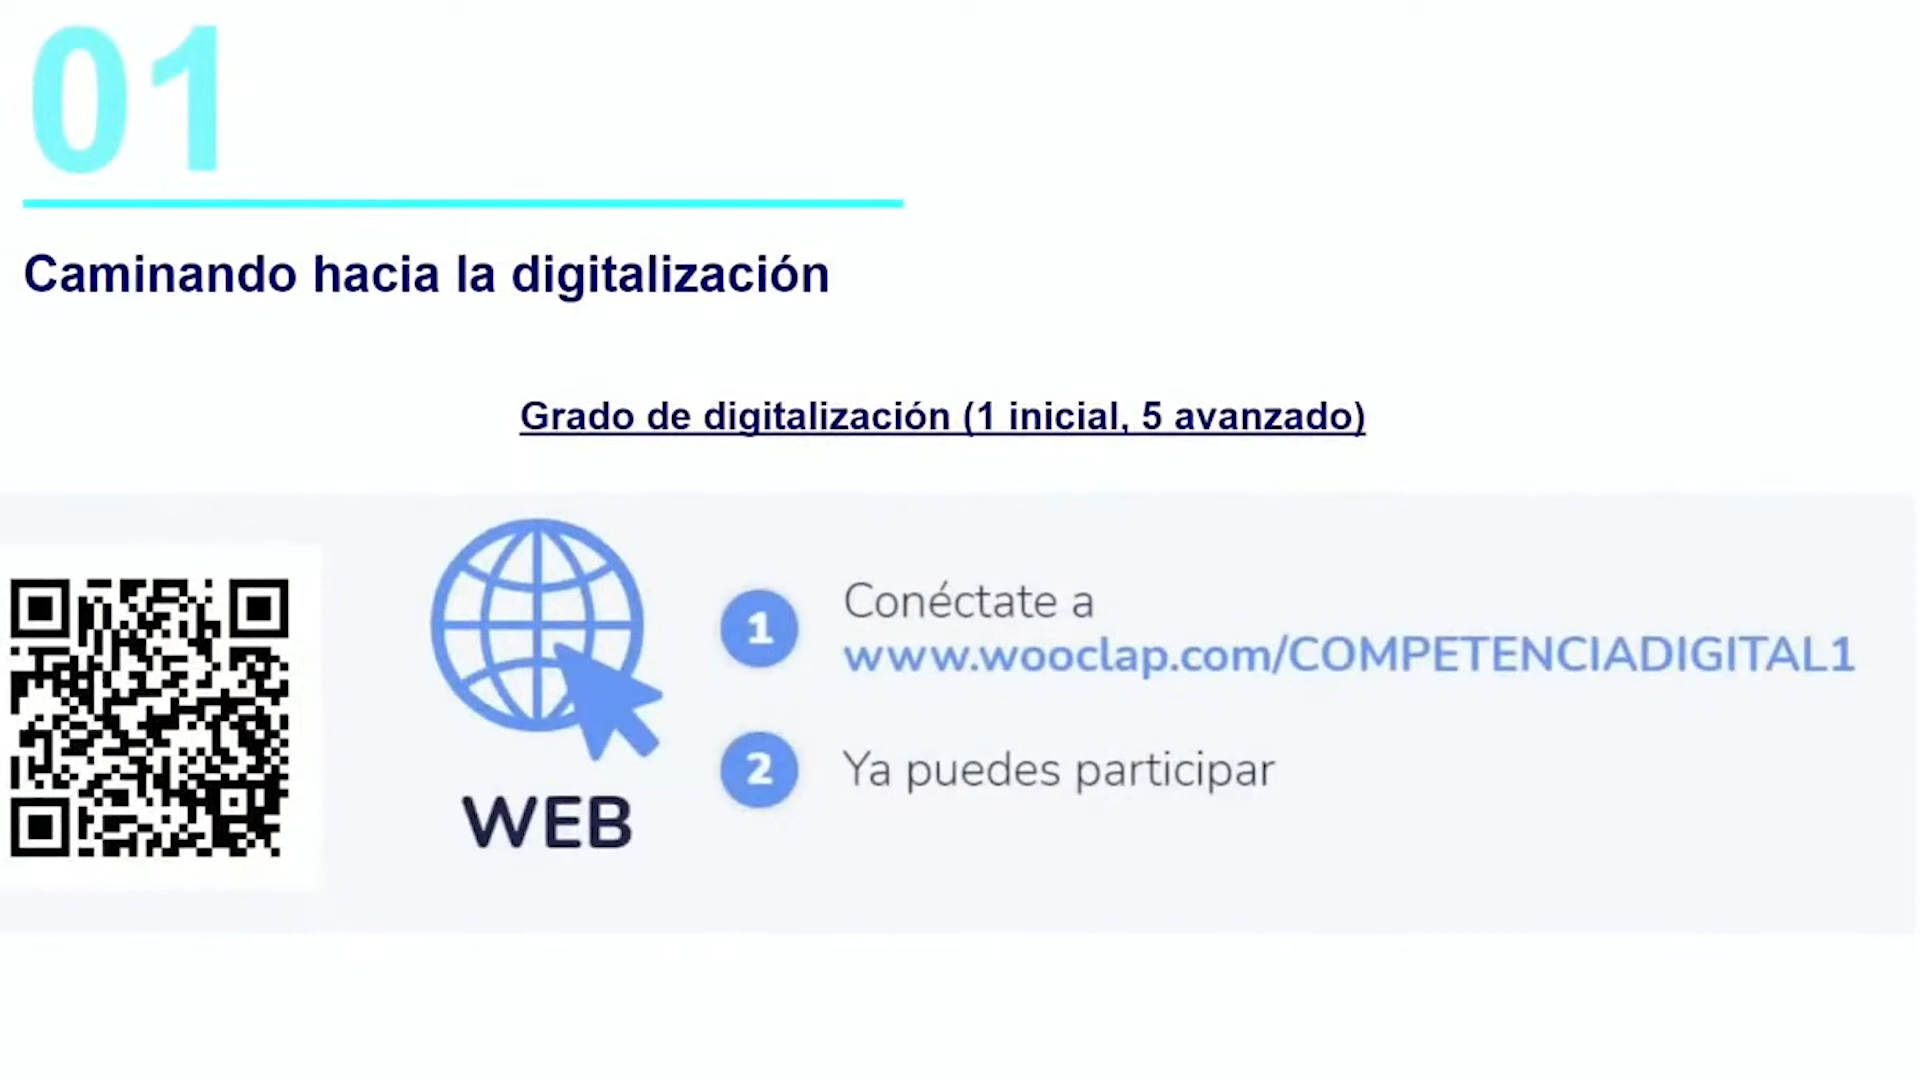 01
Caminando hacia la digitalización
Grado de digitalización (1 inicial, 5 avanzado)
1 Conéctate a
www.wooclap.com/COMPETENCIADIGITAL1
2 Ya puedes participar
WEB